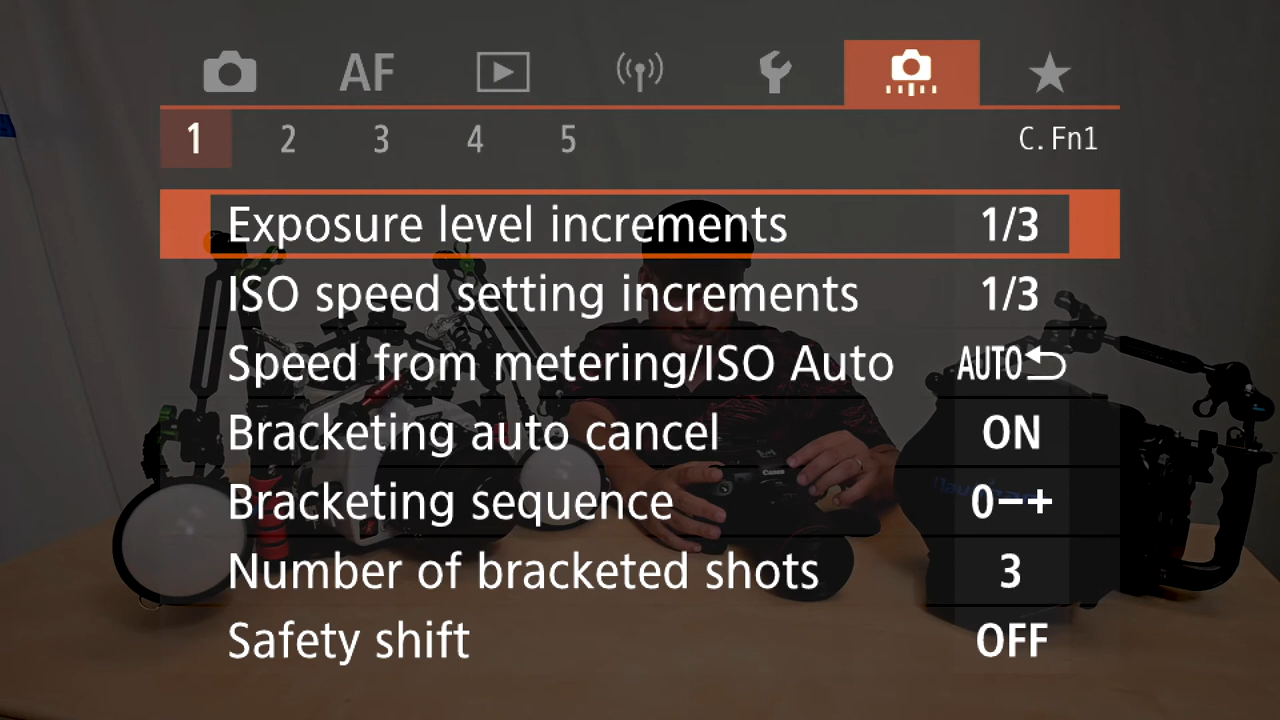 AF
1 2 3 4 5 C.Fn1
Exposure level increments 1/3
ISO speed setting increments 1/3
Speed from metering/ISO Auto AUTO
Bracketing auto cancel ON
Bracketing sequence 0−+
Number of bracketed shots 3
Safety shift OFF
Canon